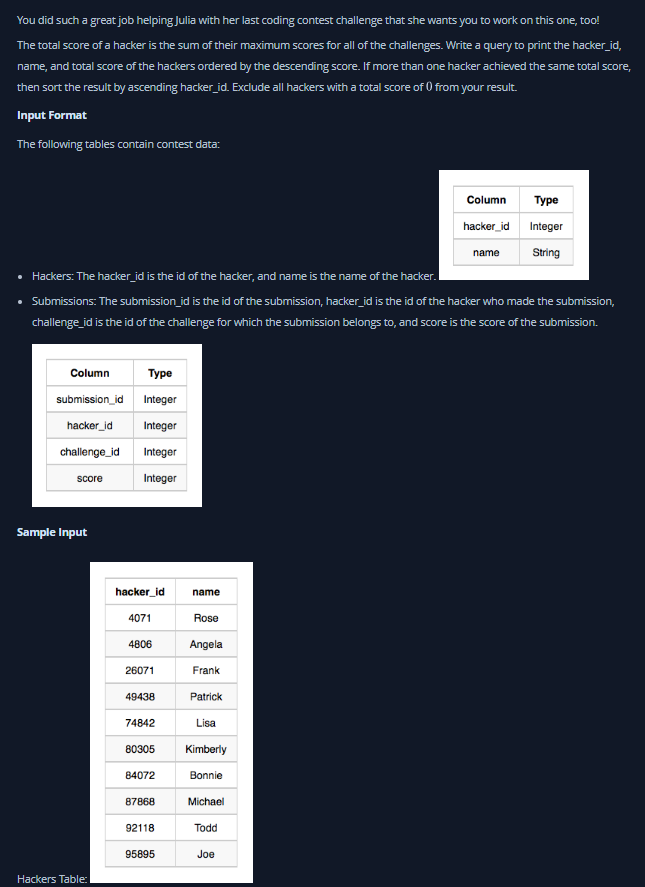 You did such a great job helping Julia with her last coding contest challenge that she wants you to work on this one, too!
The total score of a hacker is the sum of their maximum scores for all of the challenges. Write a query to print the hacker_id,
name, and total score of the hackers ordered by the descending score. If more than one hacker achieved the same total score,
then sort the result by ascending hacker_id. Exclude all hackers with a total score of 0 from your result.
Input Format
The following tables contain contest data:
Column Type
hacker_id Integer
name String
• Hackers: The hacker_id is the id of the hacker, and name is the name of the hacker.
• Submissions: The submission_id is the id of the submission, hacker_id is the id of the hacker who made the submission,
challenge_id is the id of the challenge for which the submission belongs to, and score is the score of the submission.
Column Type
submission_id Integer
hacker_id Integer
challenge_id Integer
score Integer
Sample Input
hacker_id name
4071 Rose
4806 Angela
26071 Frank
49438 Patrick
74842 Lisa
80305 Kimberly
84072 Bonnie
87868 Michael
92118 Todd
95895 Joe
Hackers Table: